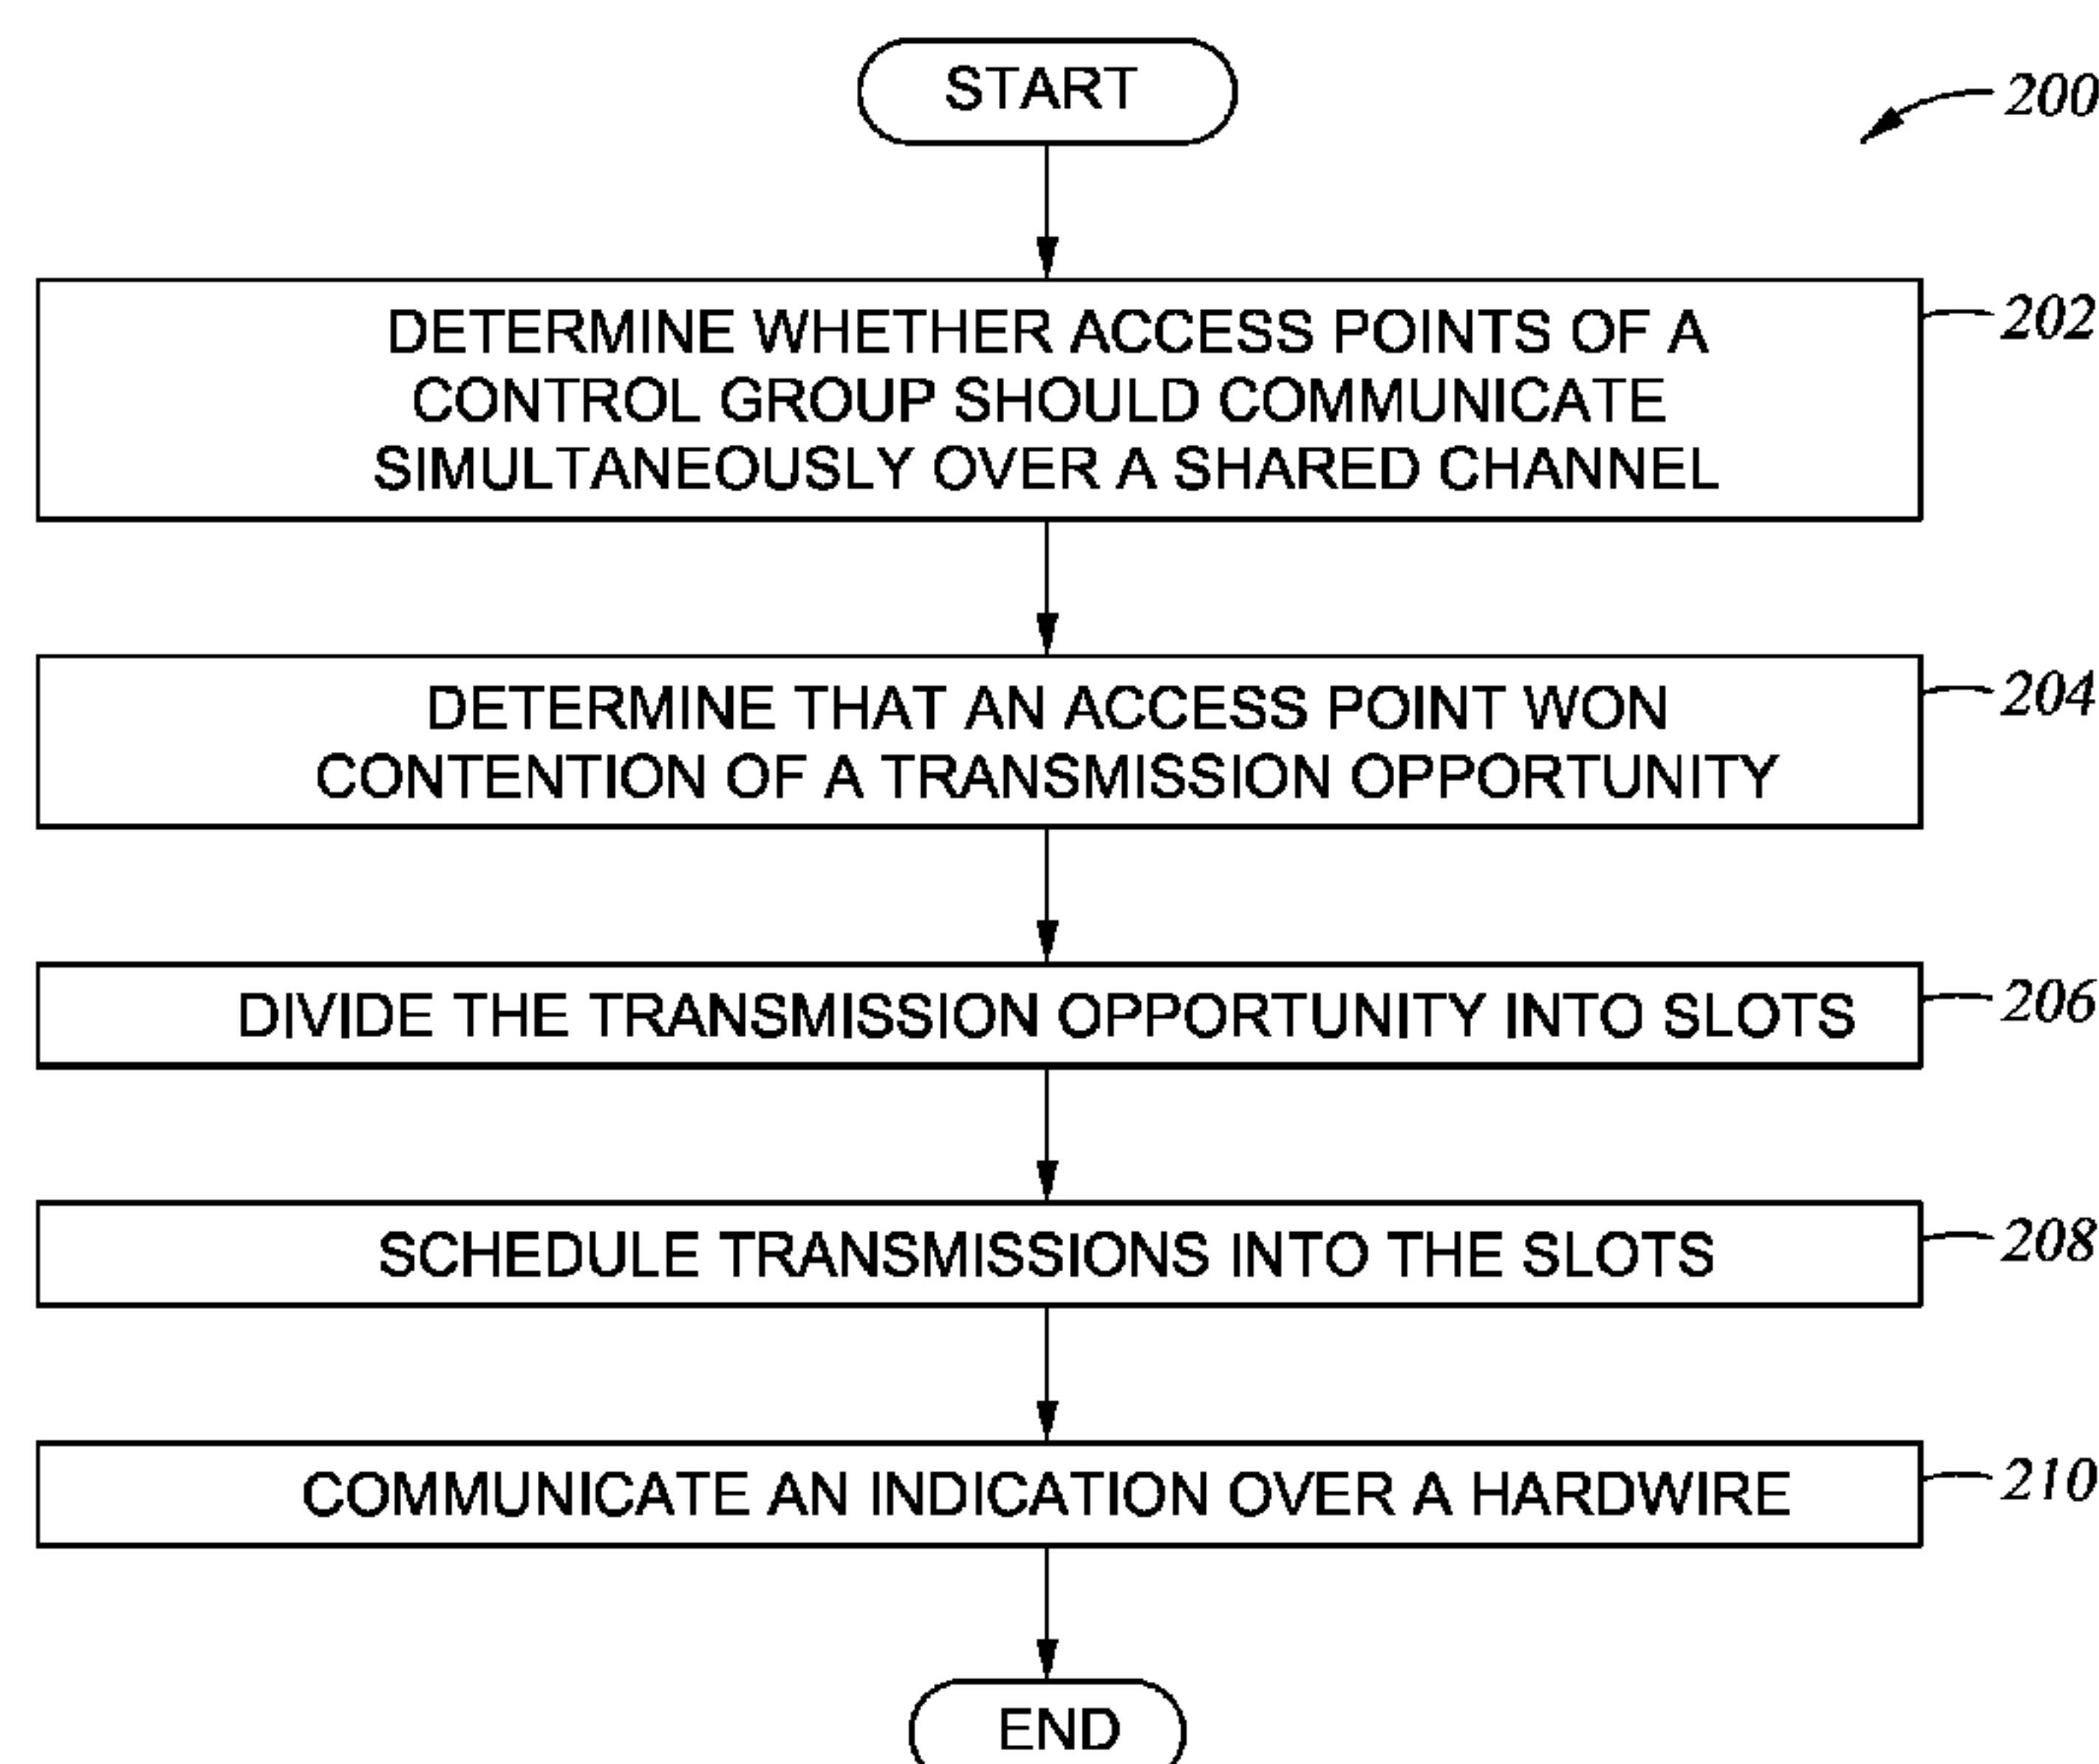 START
200
DETERMINE WHETHER ACCESS POINTS OF A
CONTROL GROUP SHOULD COMMUNICATE
SIMULTANEOUSLY OVER A SHARED CHANNEL
202
DETERMINE THAT AN ACCESS POINT WON
CONTENTION OF A TRANSMISSION OPPORTUNITY
204
DIVIDE THE TRANSMISSION OPPORTUNITY INTO SLOTS
206
SCHEDULE TRANSMISSIONS INTO THE SLOTS
208
COMMUNICATE AN INDICATION OVER A HARDWIRE
210
END